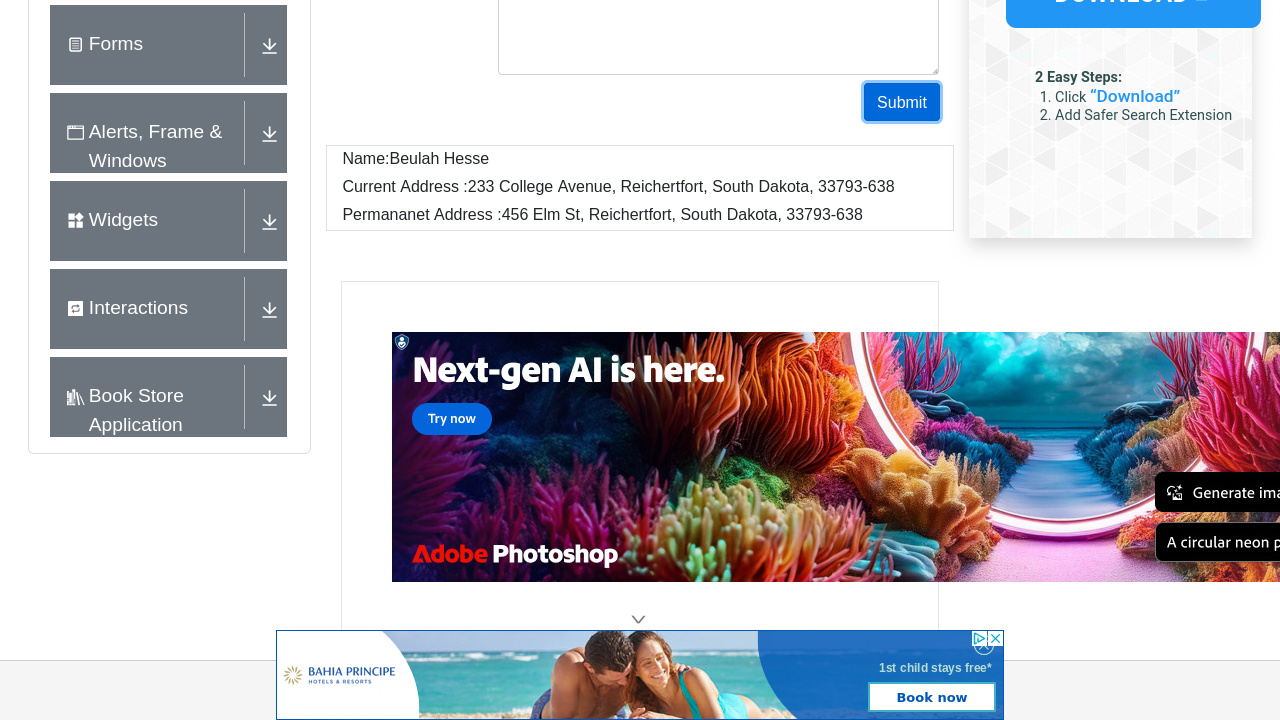 DOWNLOAD
2 Easy Steps:
1. Click “Download”
2. Add Safer Search Extension
Forms
Alerts, Frame &
Windows
Widgets
Interactions
Book Store
Application
Submit
Name:Beulah Hesse
Current Address :233 College Avenue, Reichertfort, South Dakota, 33793-638
Permananet Address :456 Elm St, Reichertfort, South Dakota, 33793-638
Next-gen AI is here.
Try now
Generate ima
A circular neon p
Adobe Photoshop
BAHIA PRINCIPE
HOTELS & RESORTS
1st child stays free*
Book now